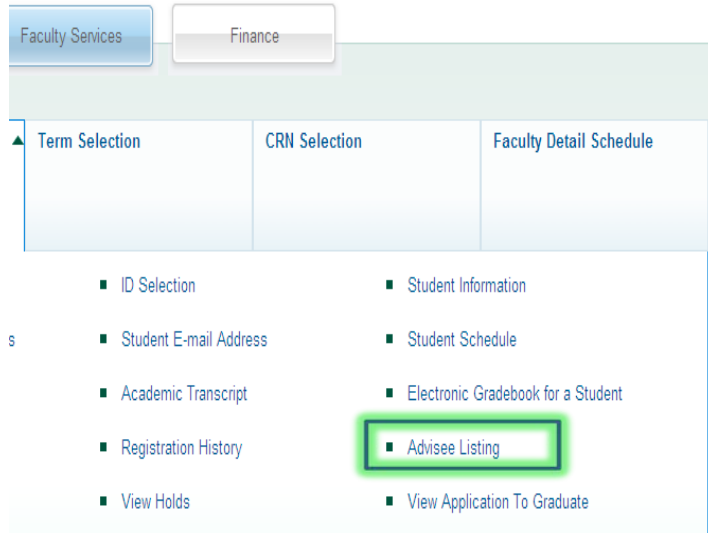 Faculty Services Finance
Term Selection CRN Selection Faculty Detail Schedule
ID Selection Student Information
s Student E-mail Address Student Schedule
Academic Transcript Electronic Gradebook for a Student
Registration History Advisee Listing
View Holds View Application To Graduate